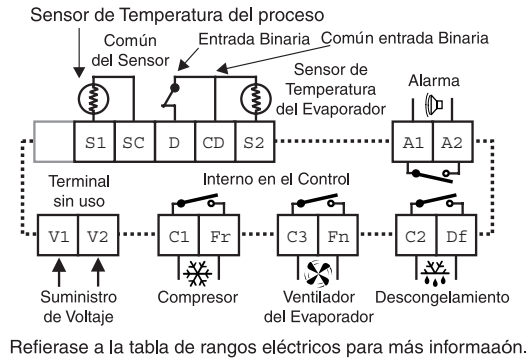 Sensor de Temperatura del proceso
Común del Sensor
Entrada Binaria
Común entrada Binaria
Sensor de Temperatura del Evaporador
Alarma
S1 SC D CD S2
A1 A2
Terminal sin uso
Interno en el Control
V1 V2
C1 Fr
C3 Fn
C2 Df
Suministro de Voltaje
Compresor
Ventilador del Evaporador
Descongelamiento
Refierase a la tabla de rangos eléctricos para más informaaón.